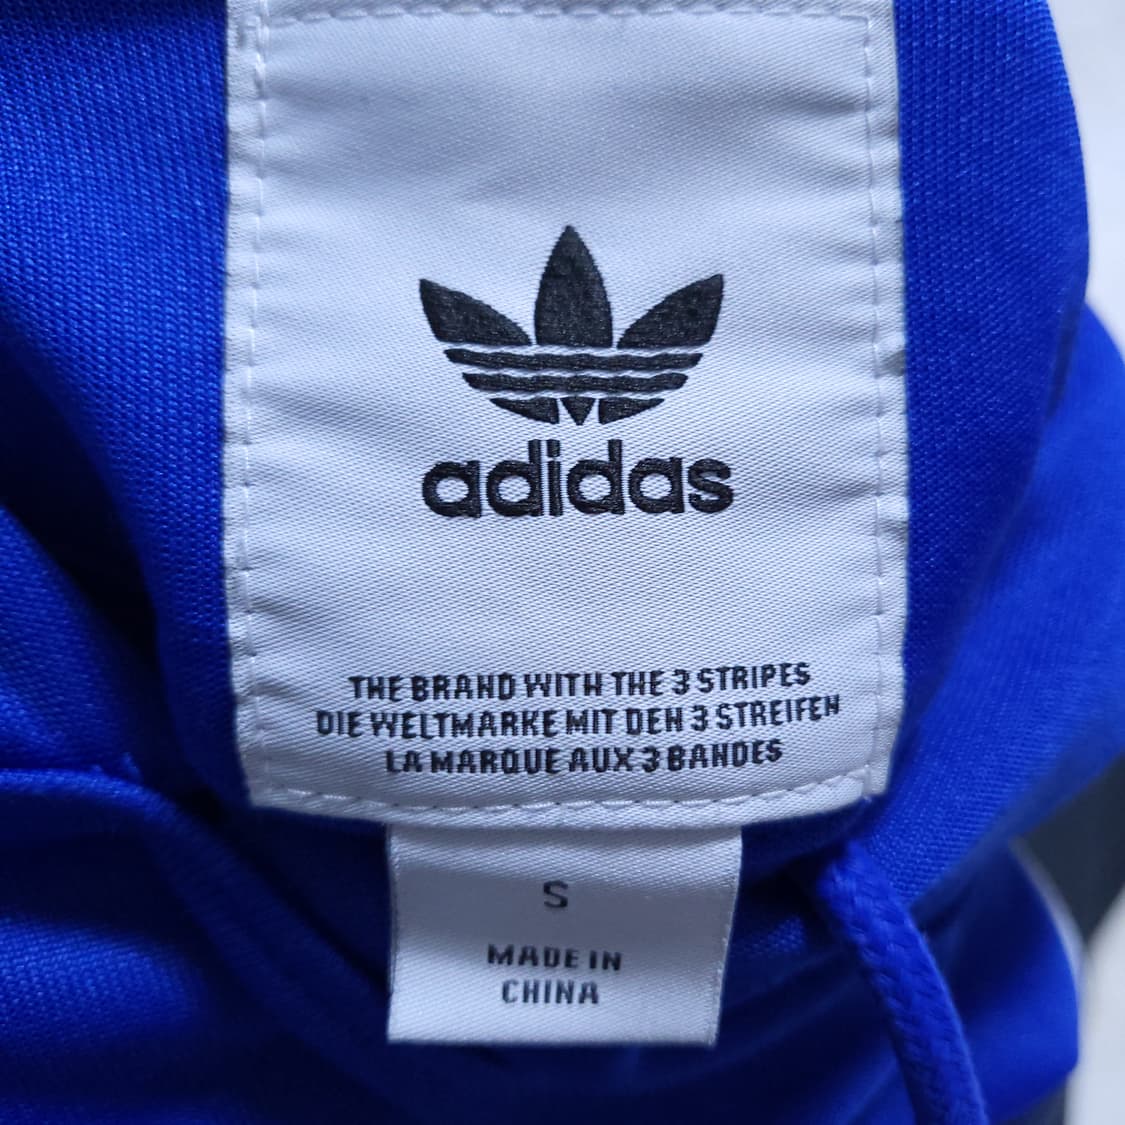 adidas
THE BRAND WITH THE 3 STRIPES
DIE WELTMARKE MIT DEN 3 STREIFEN
LA MARQUE AUX 3 BANDES
S
MADE IN
CHINA